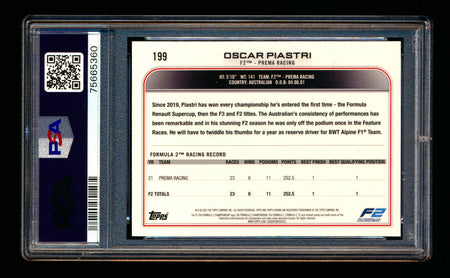 199
OSCAR PIASTRI
F2™ - PREMA RACING
HT: 5'10" WT: 141 TEAM: F2™ - PREMA RACING
COUNTRY: AUSTRALIAN D.O.B. 04.06.01
Since 2019, Piastri has won every championship he's entered the first time - the Formula
Renault Supercup, then the F3 and F2 titles. The Australian's consistency of performances
has been remarkable and in his stunning F2 season he was only off the podium once in the Feature
Races. He will have to twiddle his thumbs for a year as reserve driver for BWT Alpine F1® Team.
FORMULA 2™ RACING RECORD
YR TEAM RACES WINS PODIUMS POINTS BEST FINISH BEST QUALIFYING POSITION
21 PREMA RACING 23 6 11 252.5 1 1
F2 TOTALS 23 6 11 252.5 1 1
Topps
F2
75665360
PSA